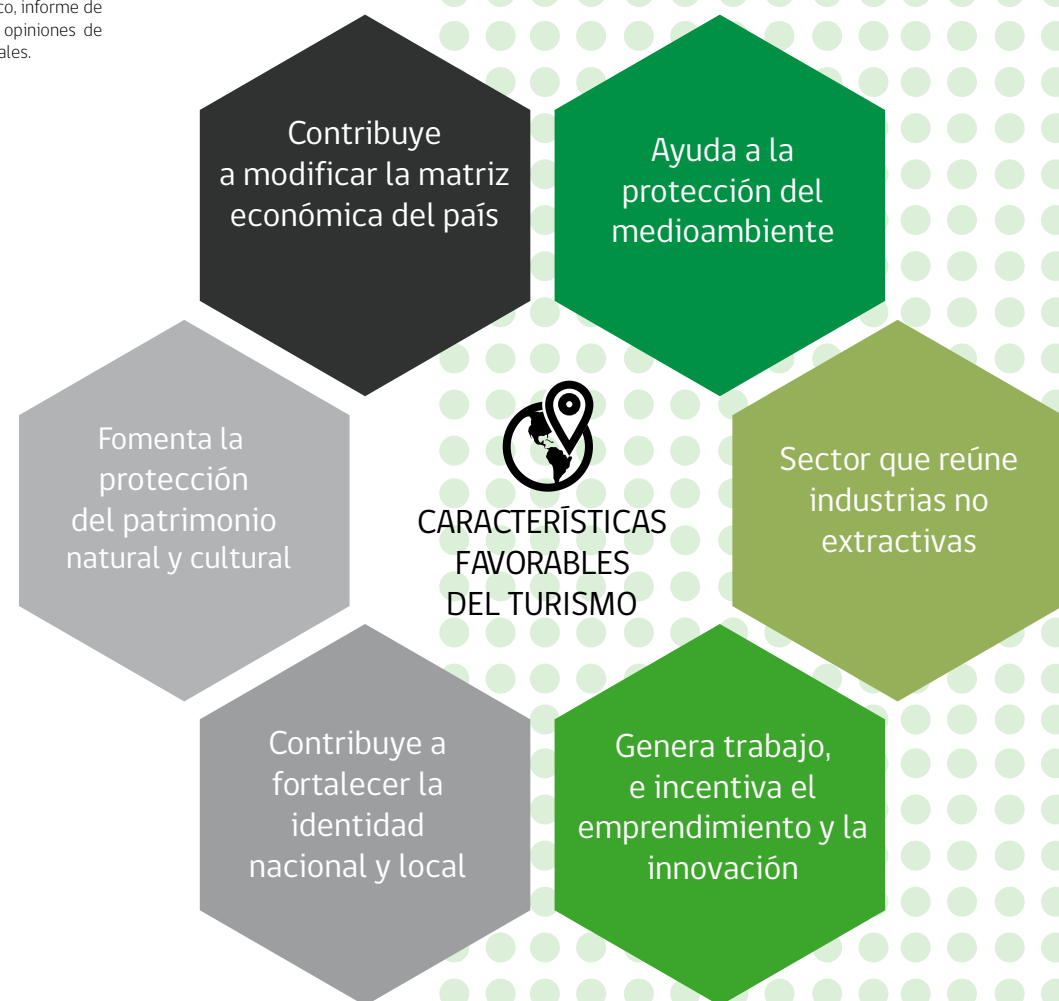 co, informe de
opiniones de
ales.
Contribuye
a modificar la matriz
económica del país
Ayuda a la
protección del
medioambiente
Fomenta la
protección
del patrimonio
natural y cultural
CARACTERÍSTICAS
FAVORABLES
DEL TURISMO
Sector que reúne
industrias no
extractivas
Contribuye a
fortalecer la
identidad
nacional y local
Genera trabajo,
e incentiva el
emprendimiento y la
innovación